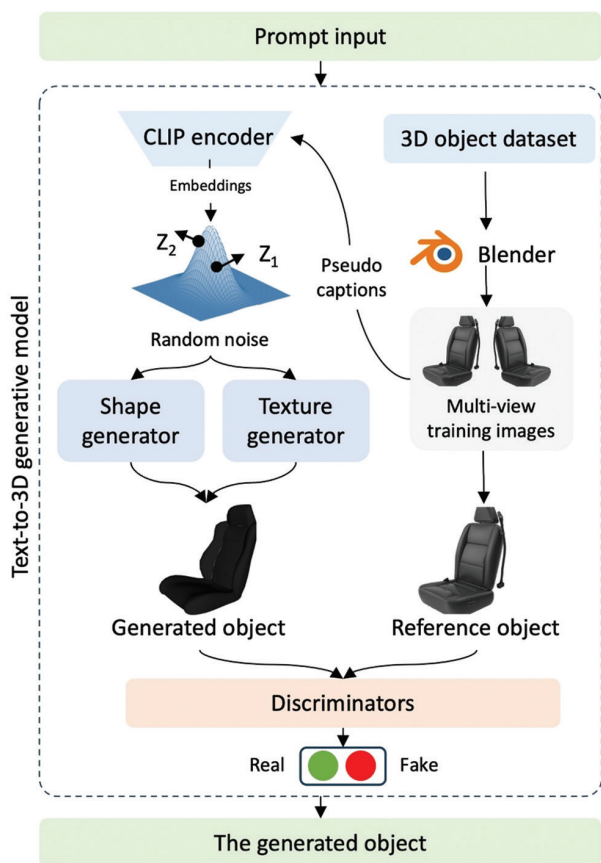 Prompt input
CLIP encoder
3D object dataset
Embeddings
Z2
Z1
Blender
Pseudo
captions
Random noise
Shape
generator
Texture
generator
Multi-view
training images
Text-to-3D generative model
Generated object
Reference object
Discriminators
Real
Fake
The generated object